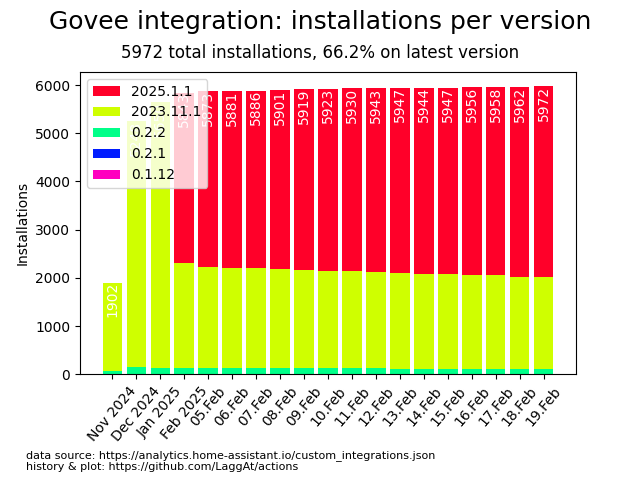 Govee integration: installations per version
5972 total installations, 66.2% on latest version
Installations
6000
5000
4000
3000
2000
1000
0
2025.1.1
2023.11.1
0.2.2
0.2.1
0.1.12
1902
5873
5881
5886
5901
5919
5923
5930
5943
5947
5944
5947
5956
5958
5962
5972
Nov 2024
Dec 2024
Jan 2025
Feb 2025
05.Feb
06.Feb
07.Feb
08.Feb
09.Feb
10.Feb
11.Feb
12.Feb
13.Feb
14.Feb
15.Feb
16.Feb
17.Feb
18.Feb
19.Feb
data source: https://analytics.home-assistant.io/custom_integrations.json
history & plot: https://github.com/LaggAt/actions